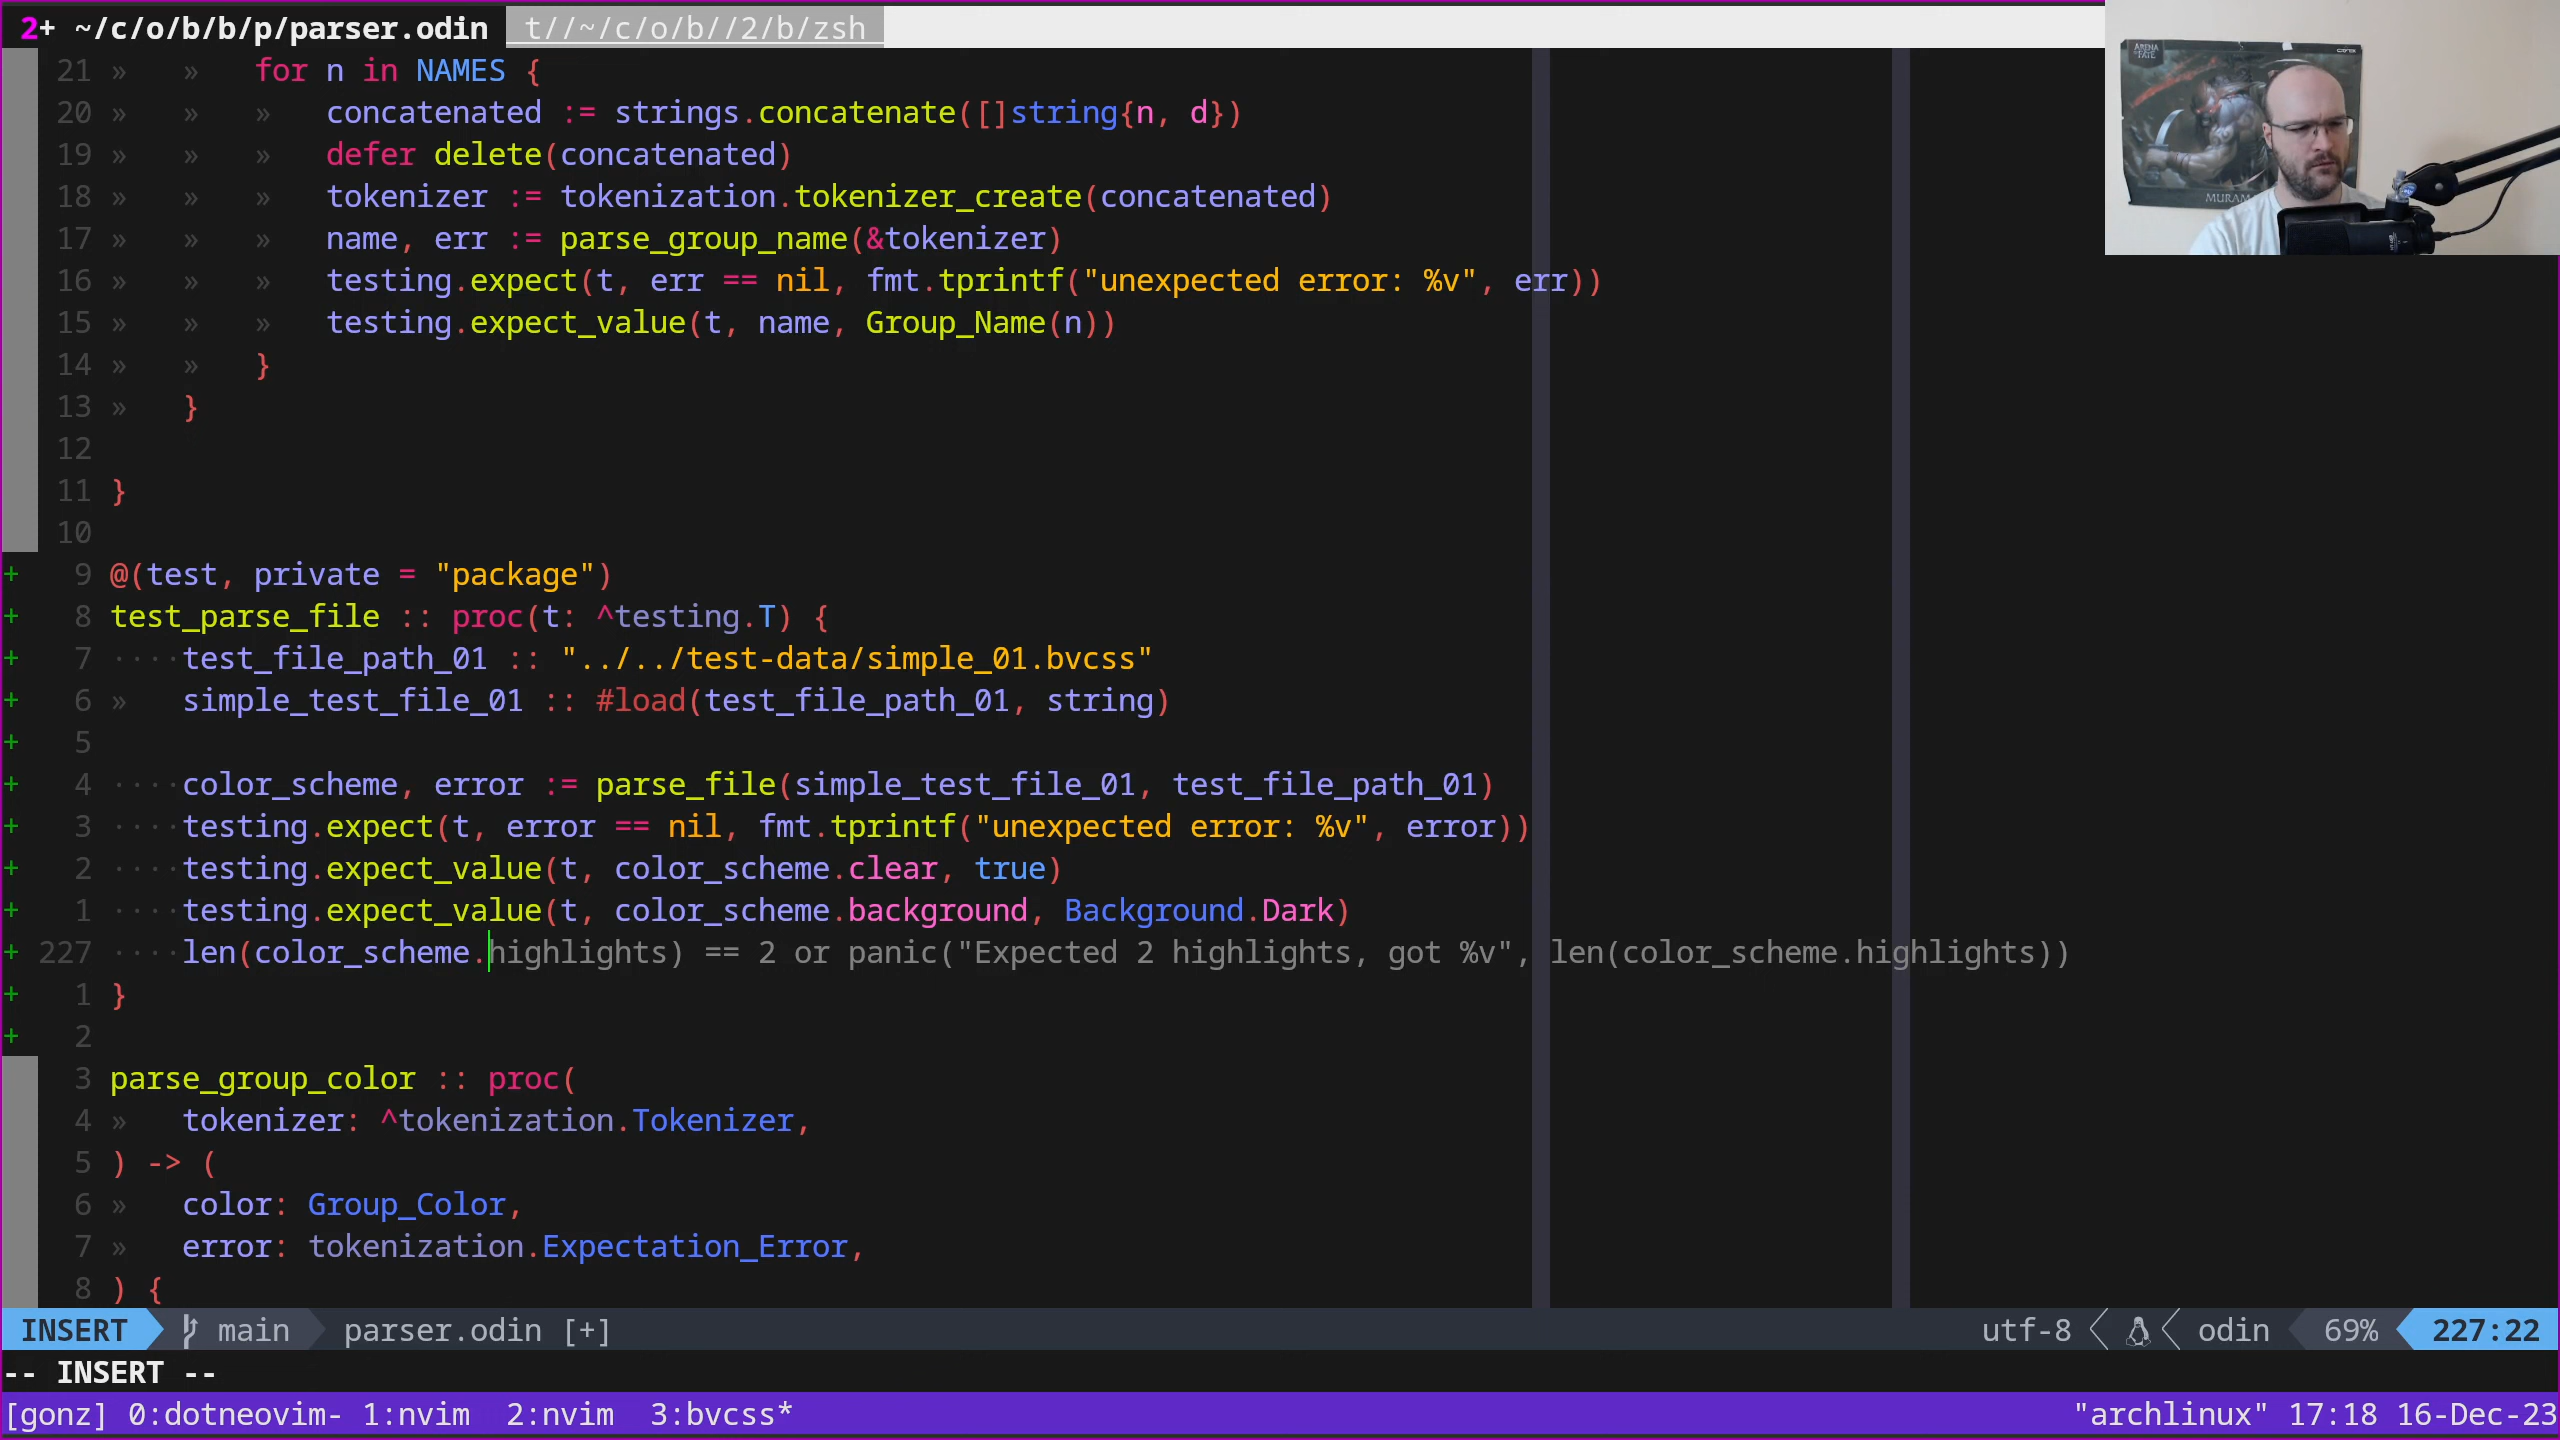 2+ ~/c/o/b/b/p/parser.odin t//~/c/o/b//2/b/zsh
21 » » for n in NAMES {
20 » » » concatenated := strings.concatenate([]string{n, d})
19 » » » defer delete(concatenated)
18 » » » tokenizer := tokenization.tokenizer_create(concatenated)
17 » » » name, err := parse_group_name(&tokenizer)
16 » » » testing.expect(t, err == nil, fmt.tprintf("unexpected error: %v", err))
15 » » » testing.expect_value(t, name, Group_Name(n))
14 » » }
13 » }
12
11 }
10
+ 9 @(test, private = "package")
+ 8 test_parse_file :: proc(t: ^testing.T) {
+ 7 ····test_file_path_01 :: "../../test-data/simple_01.bvcss"
+ 6 » simple_test_file_01 :: #load(test_file_path_01, string)
+ 5
+ 4 ····color_scheme, error := parse_file(simple_test_file_01, test_file_path_01)
+ 3 ····testing.expect(t, error == nil, fmt.tprintf("unexpected error: %v", error))
+ 2 ····testing.expect_value(t, color_scheme.clear, true)
+ 1 ····testing.expect_value(t, color_scheme.background, Background.Dark)
+ 227 ····len(color_scheme.highlights) == 2 or panic("Expected 2 highlights, got %v", len(color_scheme.highlights))
+ 1 }
+ 2
3 parse_group_color :: proc(
4 » tokenizer: ^tokenization.Tokenizer,
5 ) -> (
6 » color: Group_Color,
7 » error: tokenization.Expectation_Error,
8 ) {
INSERT main parser.odin [+] utf-8 odin 69% 227:22
-- INSERT --
[gonz] 0:dotneovim- 1:nvim 2:nvim 3:bvcss* "archlinux" 17:18 16-Dec-23
ARENA
OF FATE